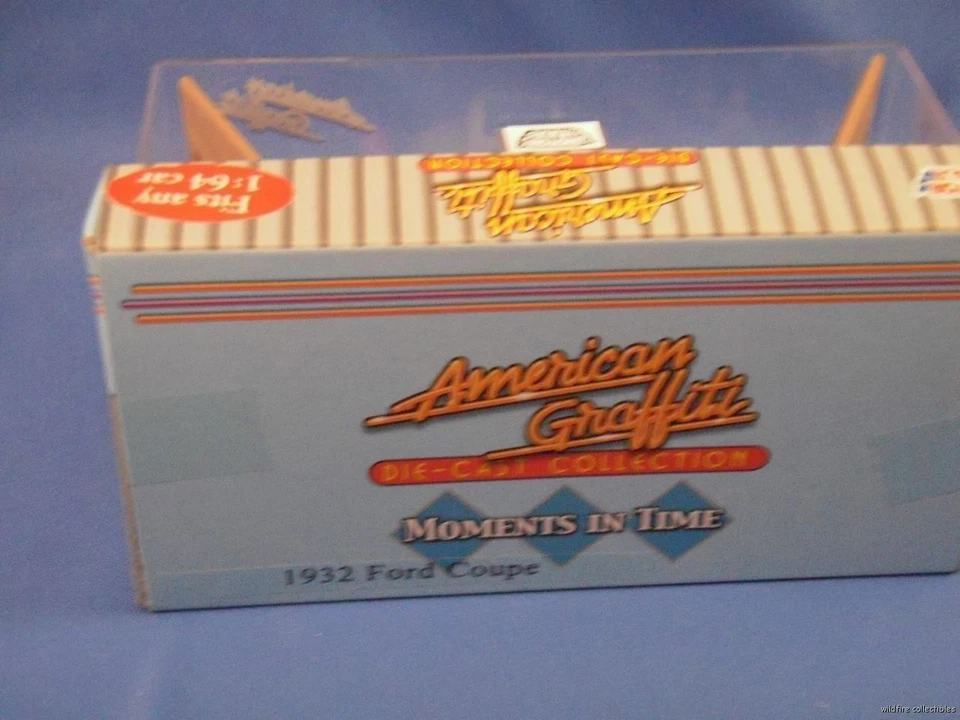 Fits any
1:64 car
American
Graffiti
DIE-CAST COLLECTION
American
Graffiti
DIE-CAST COLLECTION
MOMENTS IN TIME
1932 Ford Coupe
wildfire collectibles